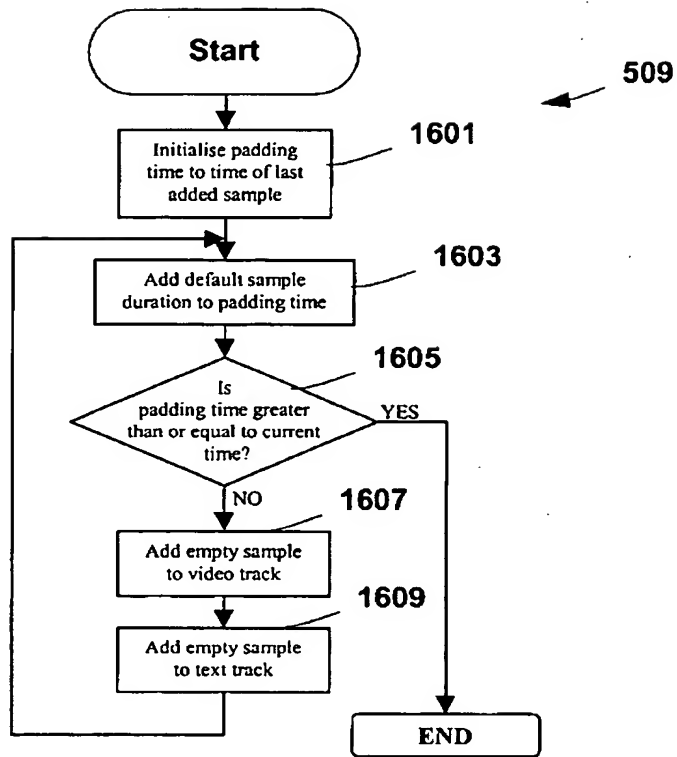 Start
509
1601
Initialise padding
time to time of last
added sample
1603
Add default sample
duration to padding time
1605
Is
padding time greater
than or equal to current
time?
YES
NO
1607
Add empty sample
to video track
1609
Add empty sample
to text track
END